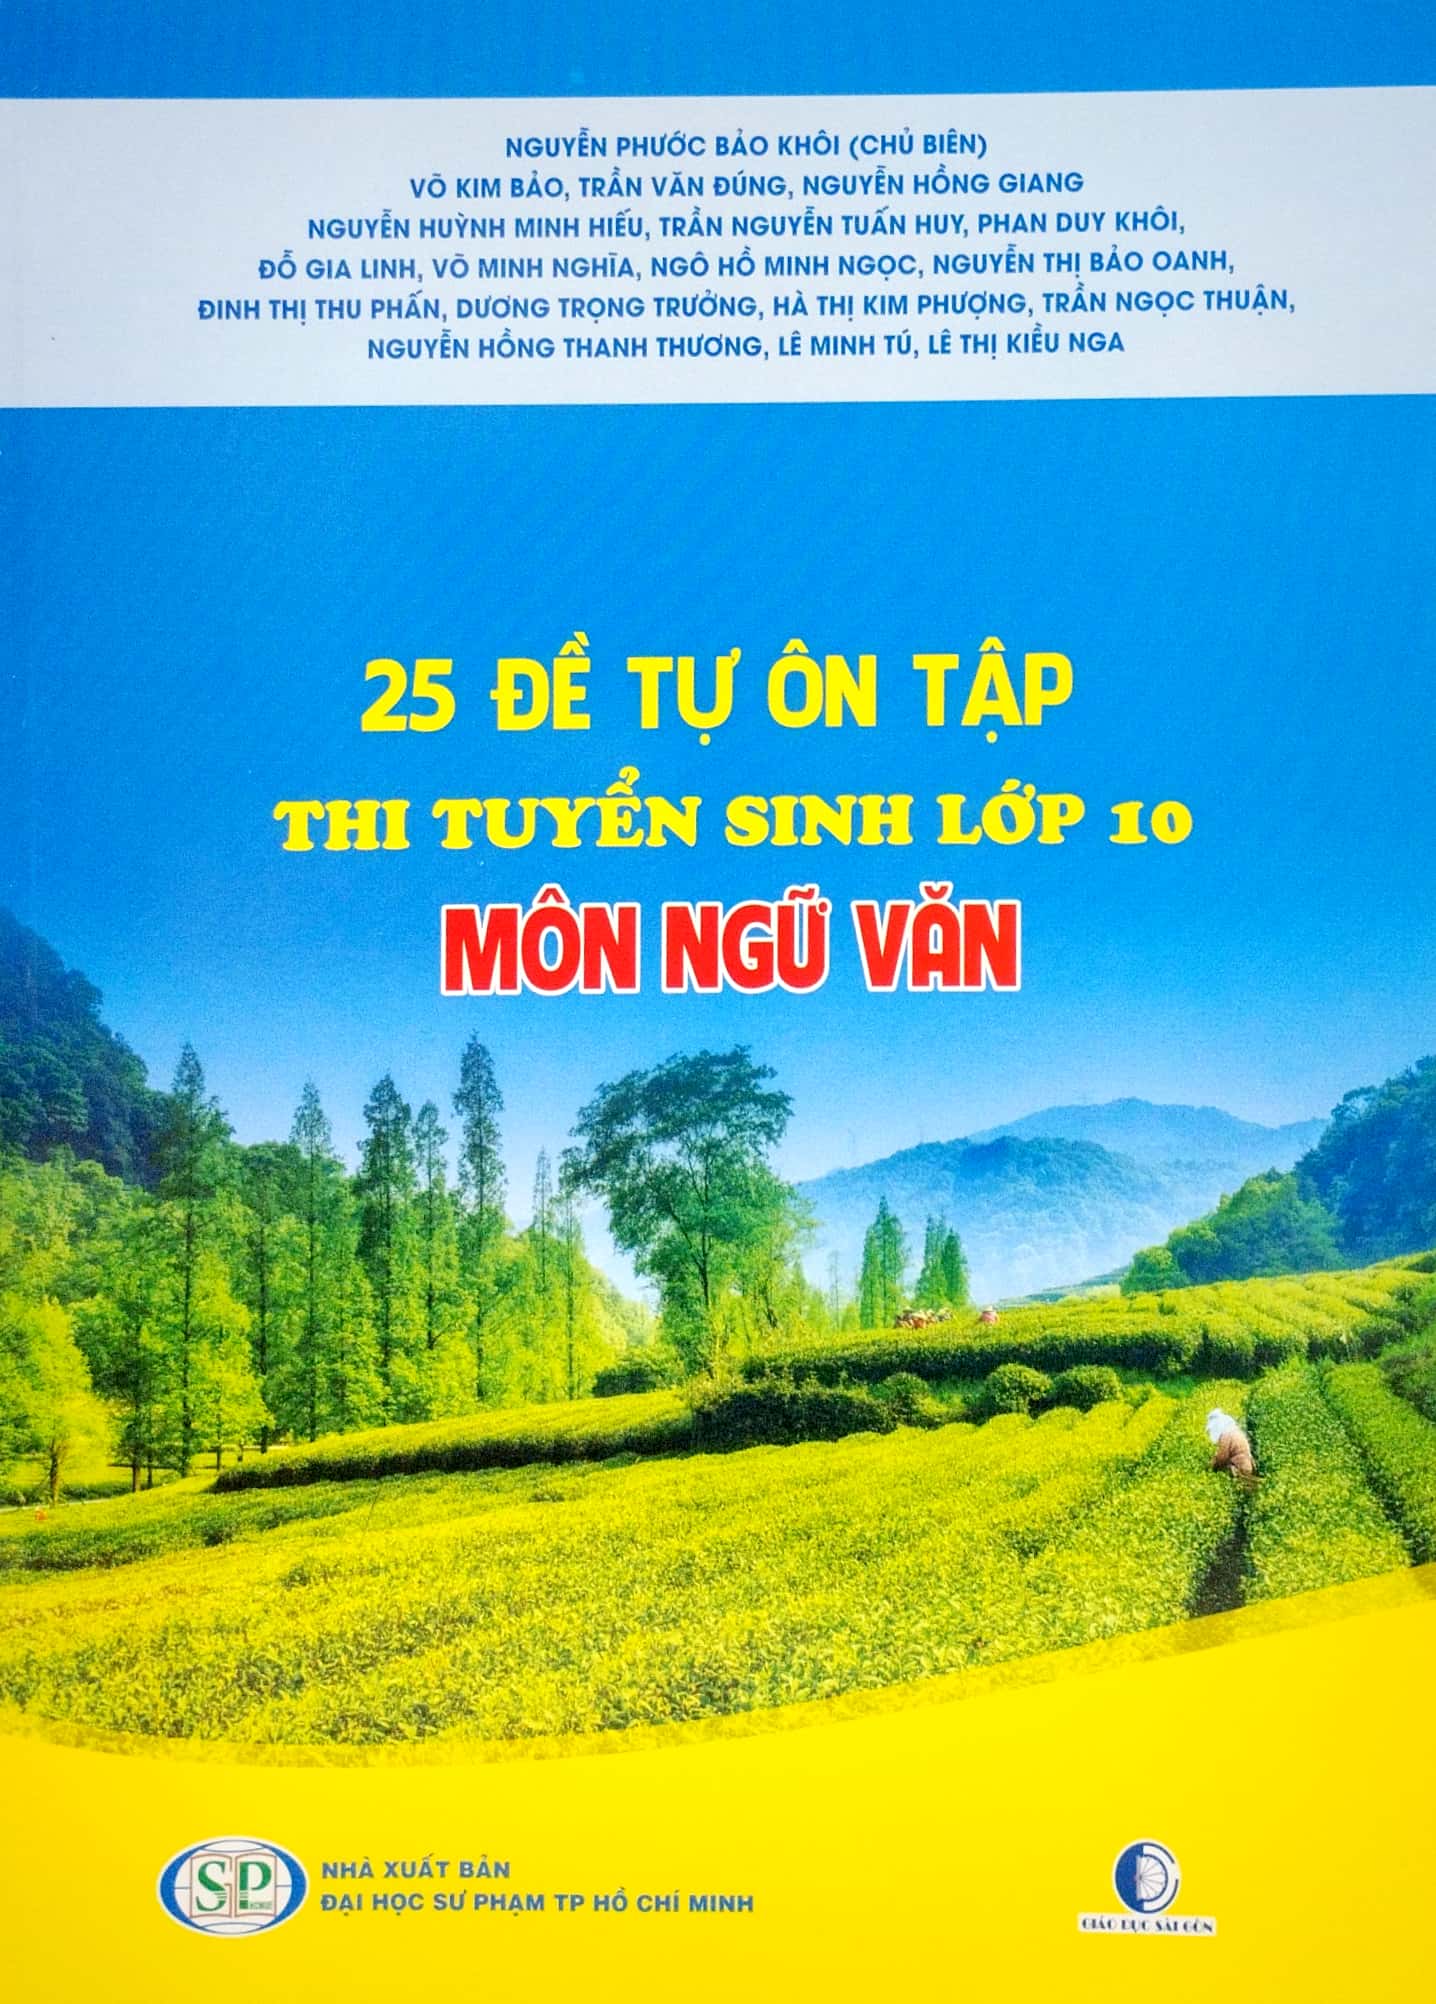 NGUYỄN PHƯỚC BẢO KHÔI (CHỦ BIÊN)
VÕ KIM BẢO, TRẦN VĂN ĐÚNG, NGUYỄN HỒNG GIANG
NGUYỄN HUỲNH MINH HIẾU, TRẦN NGUYỄN TUẤN HUY, PHAN DUY KHÔI,
ĐỖ GIA LINH, VÕ MINH NGHĨA, NGÔ HỒ MINH NGỌC, NGUYỄN THỊ BẢO OANH,
ĐINH THỊ THU PHẤN, DƯƠNG TRỌNG TRƯỞNG, HÀ THỊ KIM PHƯỢNG, TRẦN NGỌC THUẬN,
NGUYỄN HỒNG THANH THƯƠNG, LÊ MINH TÚ, LÊ THỊ KIỀU NGA
25 ĐỀ TỰ ÔN TẬP
THI TUYỂN SINH LỚP 10
MÔN NGỮ VĂN
SP
NHÀ XUẤT BẢN
ĐẠI HỌC SƯ PHẠM TP HỒ CHÍ MINH
GIÁO DỤC SÀI GÒN